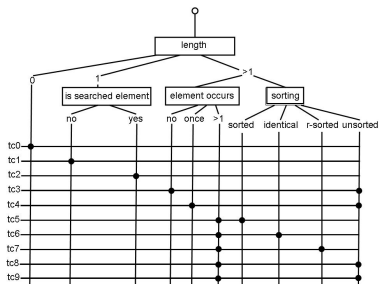 length
0
1
>1
is searched element
element occurs
sorting
no
yes
no
once
>1
sorted
identical
r-sorted
unsorted
tc0
tc1
tc2
tc3
tc4
tc5
tc6
tc7
tc8
tc9